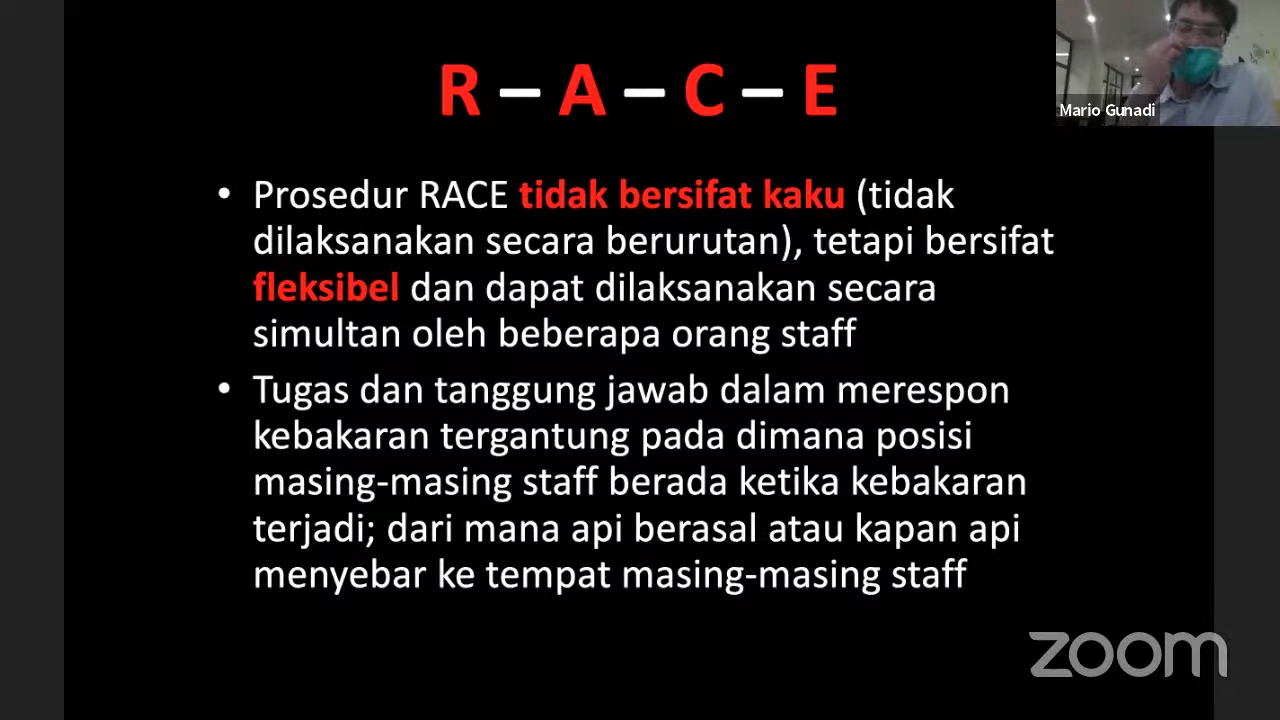 R – A – C – E
Mario Gunadi
• Prosedur RACE tidak bersifat kaku (tidak
dilaksanakan secara berurutan), tetapi bersifat
fleksibel dan dapat dilaksanakan secara
simultan oleh beberapa orang staff
• Tugas dan tanggung jawab dalam merespon
kebakaran tergantung pada dimana posisi
masing-masing staff berada ketika kebakaran
terjadi; dari mana api berasal atau kapan api
menyebar ke tempat masing-masing staff
zoom